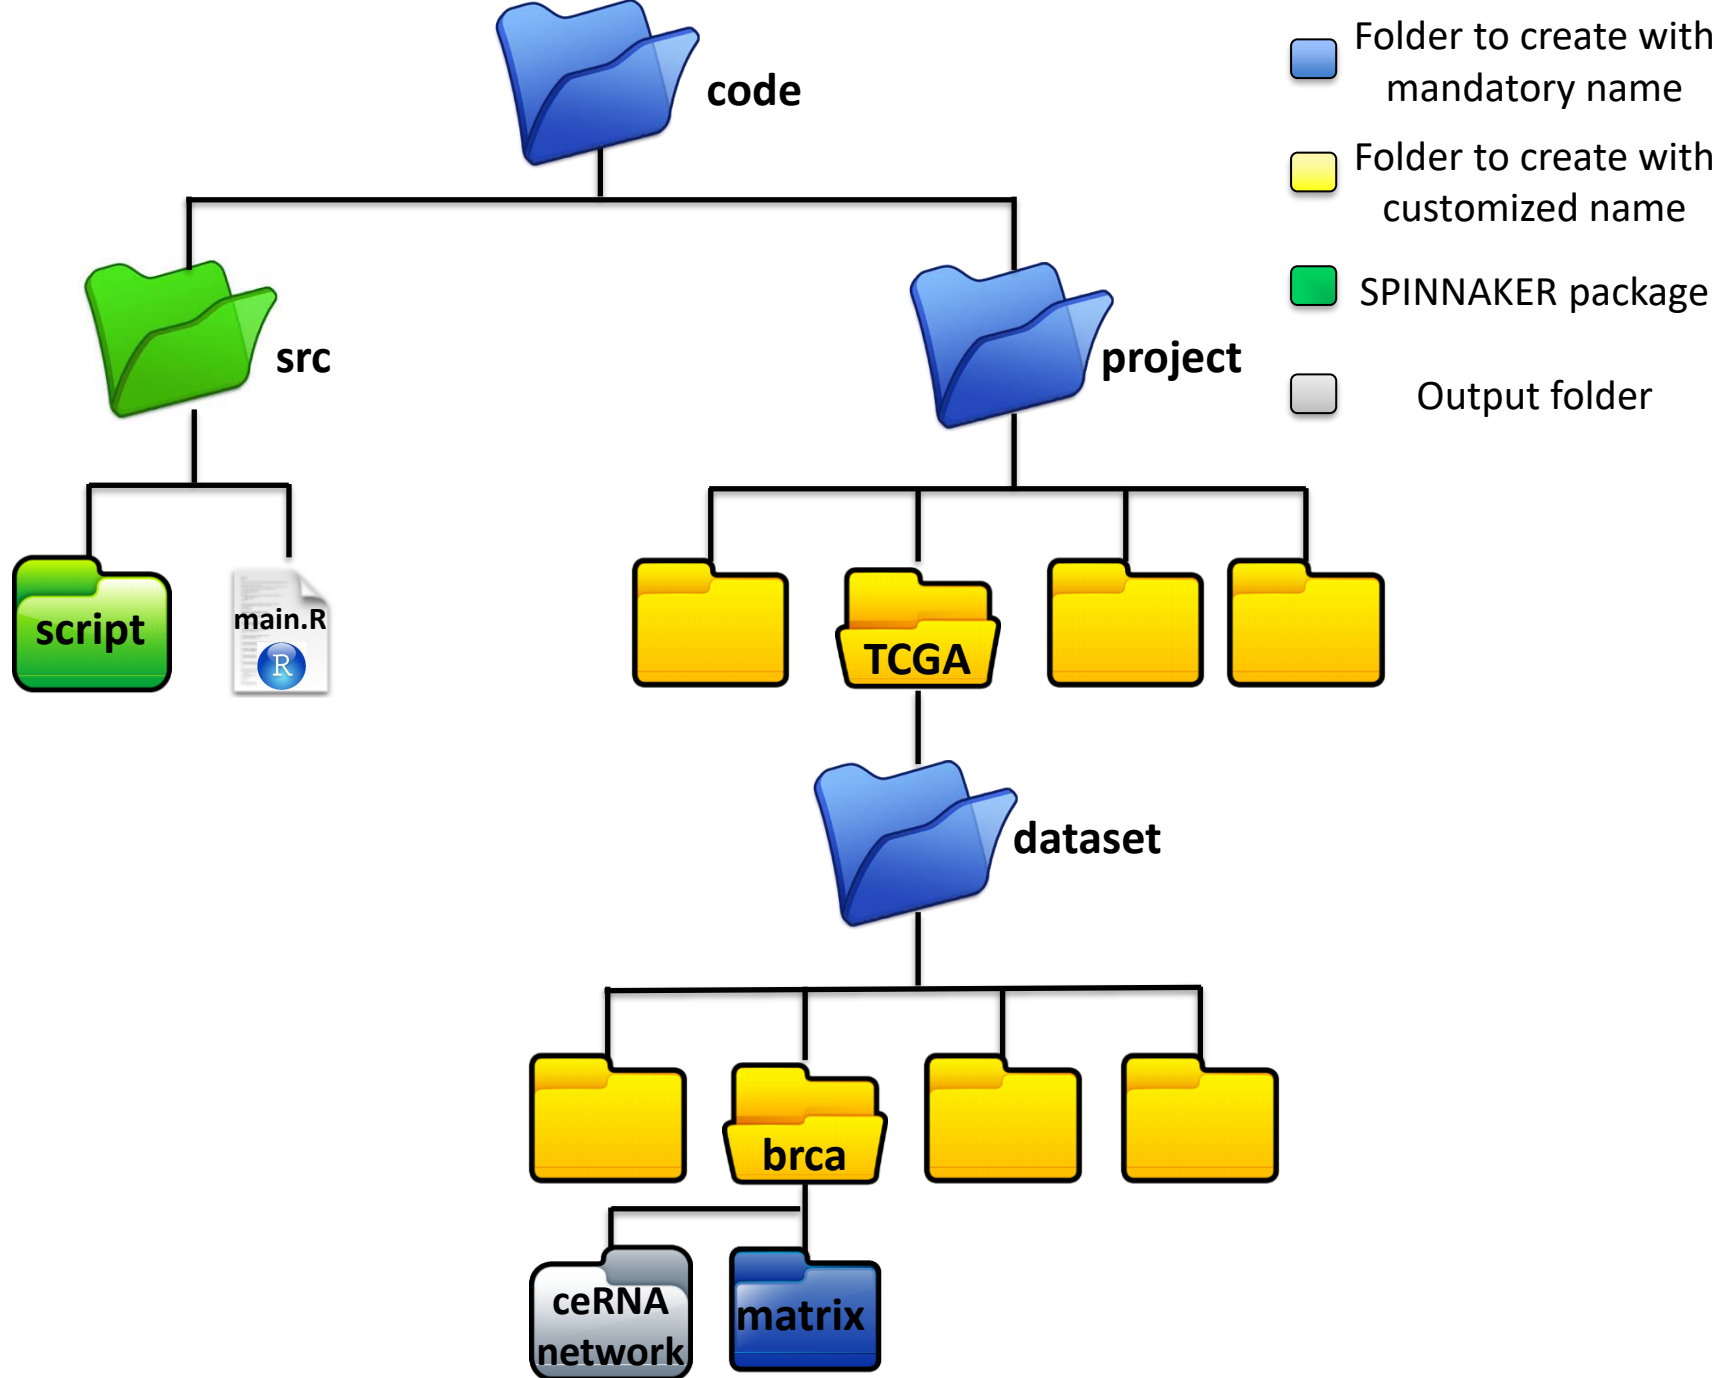 code
Folder to create with
mandatory name
Folder to create with
customized name
SPINNAKER package
Output folder
src
project
script
main.R
R
TCGA
dataset
brca
ceRNA
network
matrix